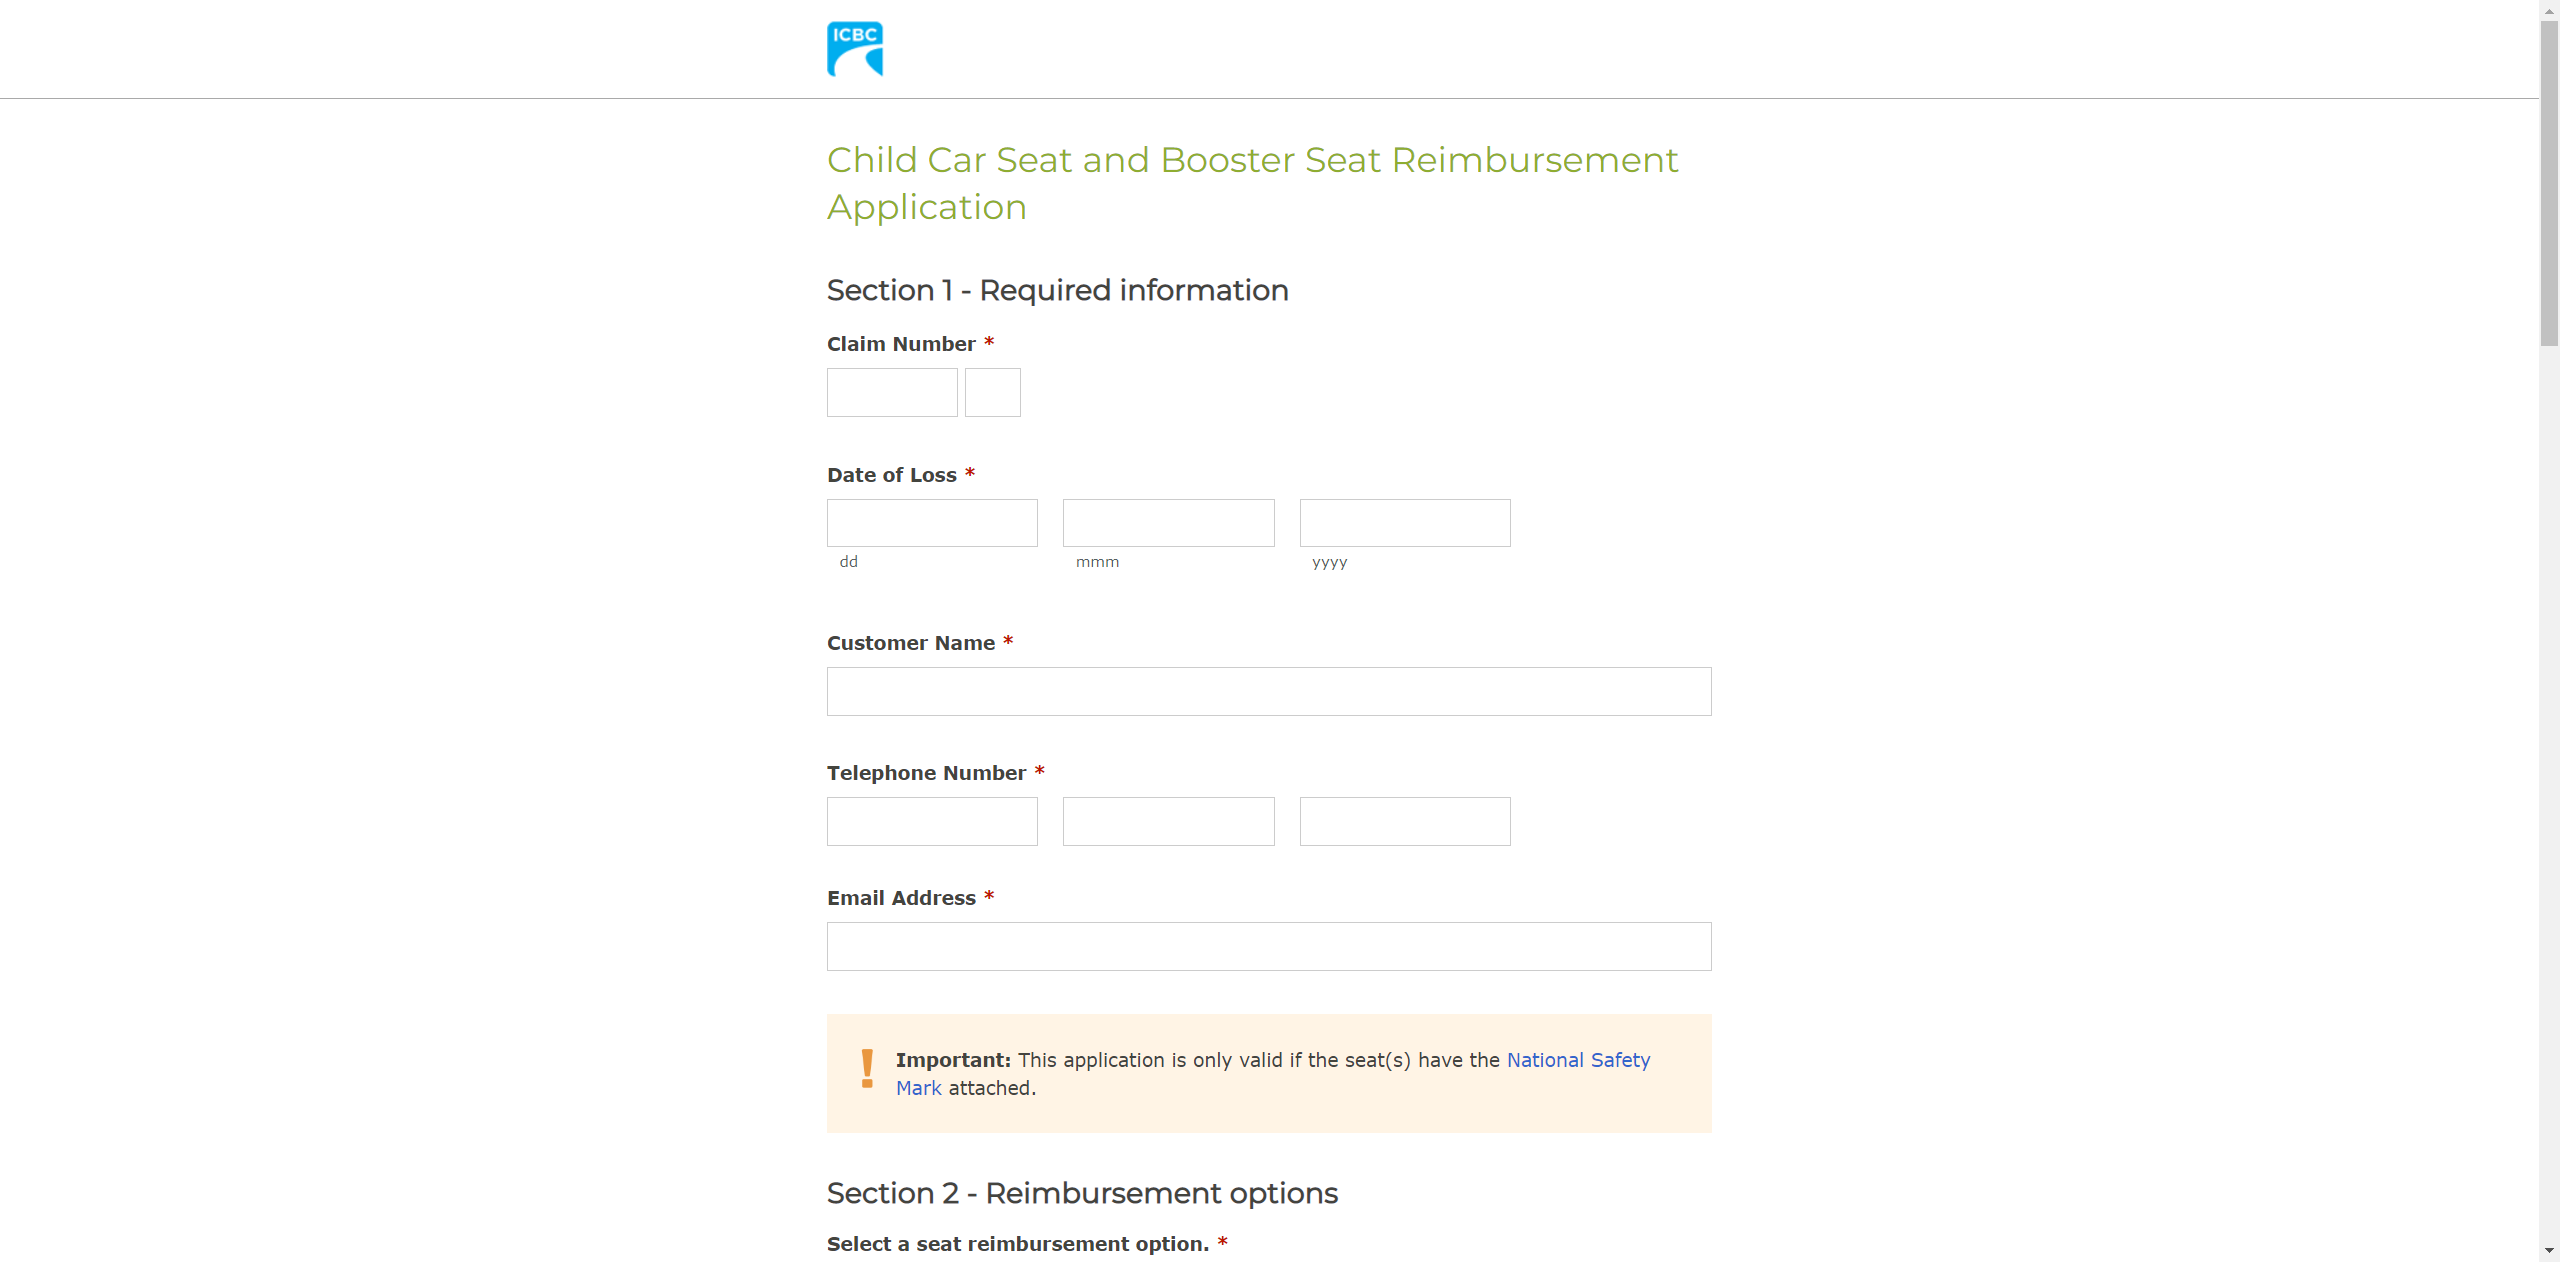 ICBC
Child Car Seat and Booster Seat Reimbursement
Application
Section 1 - Required information
Claim Number *
Date of Loss *
dd mmm yyyy
Customer Name *
Telephone Number *
Email Address *
Important: This application is only valid if the seat(s) have the National Safety
Mark attached.
Section 2 - Reimbursement options
Select a seat reimbursement option. *